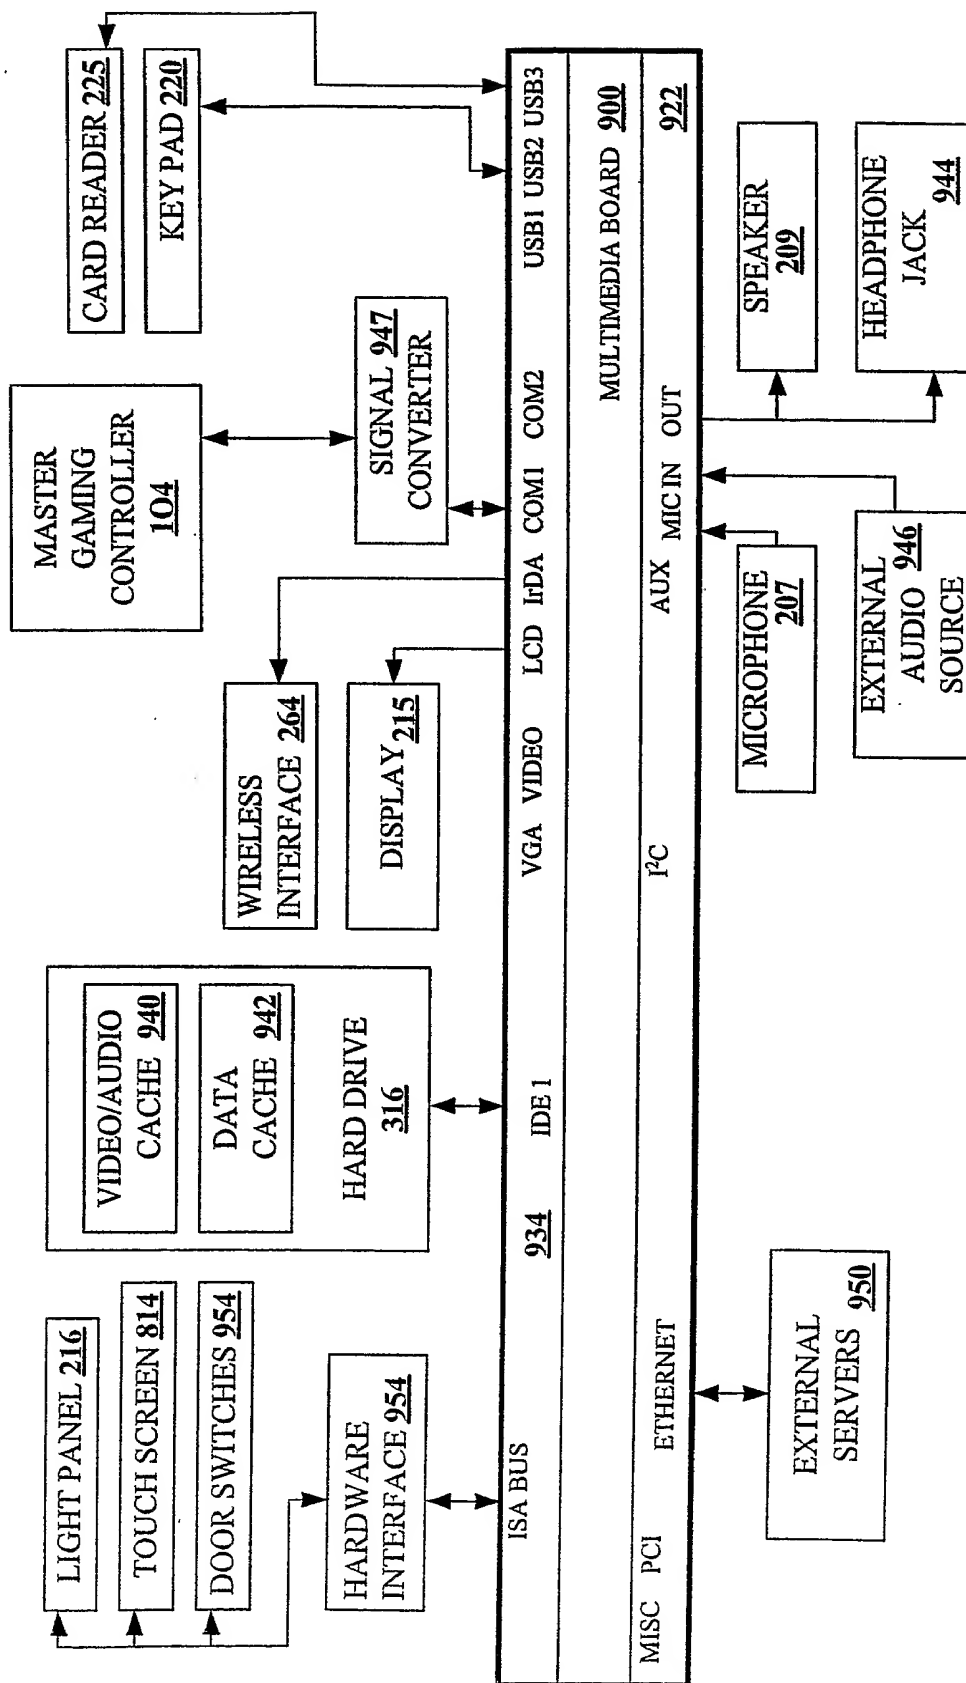 LIGHT PANEL 216
TOUCH SCREEN 814
DOOR SWITCHES 954
HARDWARE
INTERFACE 954
VIDEO/AUDIO
CACHE 940
DATA
CACHE 942
HARD DRIVE
316
WIRELESS
INTERFACE 264
DISPLAY 215
MASTER
GAMING
CONTROLLER
104
SIGNAL 947
CONVERTER
CARD READER 225
KEY PAD 220
ISA BUS 934 IDE 1 VGA VIDEO LCD IrDA COM1 COM2 USB1 USB2 USB3
MULTIMEDIA BOARD 900
MISC PCI ETHERNET I²C AUX MIC IN OUT 922
EXTERNAL
SERVERS 950
MICROPHONE
207
EXTERNAL
AUDIO 946
SOURCE
SPEAKER
209
HEADPHONE
JACK 944